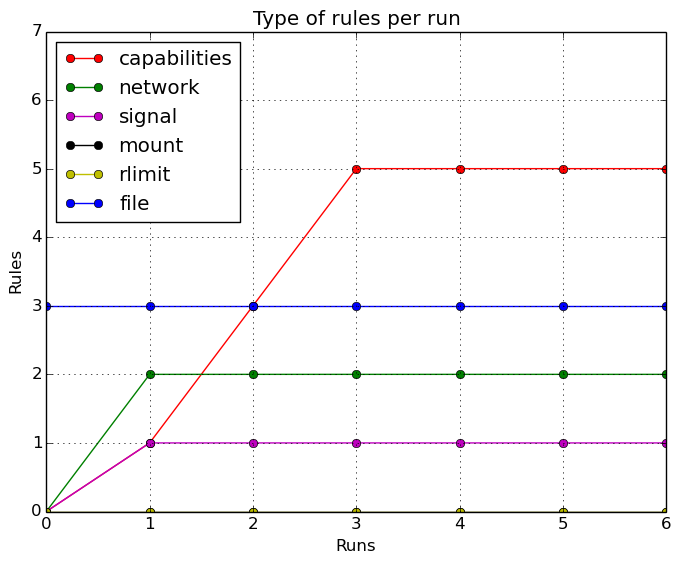 Type of rules per run
7
6
5
4
3
2
1
0
Rules
capabilities
network
signal
mount
rlimit
file
0 1 2 3 4 5 6
Runs